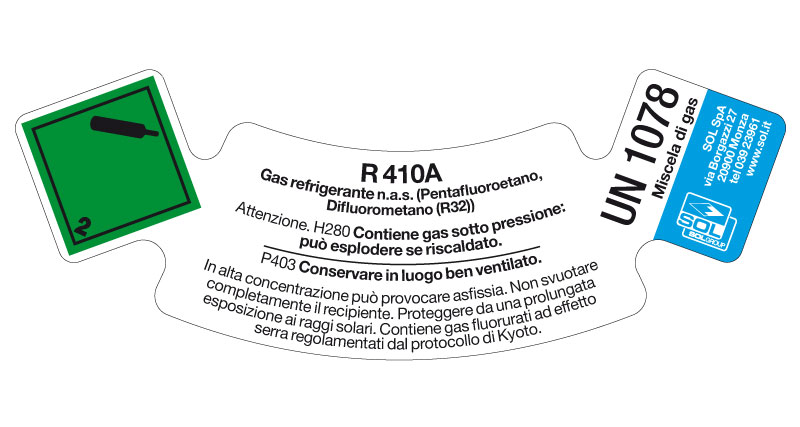 2
R 410A
Gas refrigerante n.a.s. (Pentafluoroetano,
Difluorometano (R32))
Attenzione. H280 Contiene gas sotto pressione:
può esplodere se riscaldato.
P403 Conservare in luogo ben ventilato.
In alta concentrazione può provocare asfissia. Non svuotare
completamente il recipiente. Proteggere da una prolungata
esposizione ai raggi solari. Contiene gas fluorurati ad effetto
serra regolamentati dal protocollo di Kyoto.
UN 1078
Miscela di gas
SOL SpA
via Borgazzi 27
20900 Monza
tel 039 23961
www.sol.it
SOL
SOLGROUP